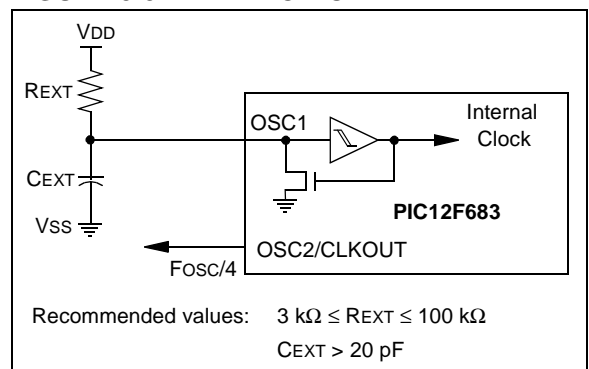 VDD
REXT
OSC1
Internal
Clock
CEXT
PIC12F683
VSS
OSC2/CLKOUT
FOSC/4
Recommended values: 3 kΩ ≤ REXT ≤ 100 kΩ
CEXT > 20 pF